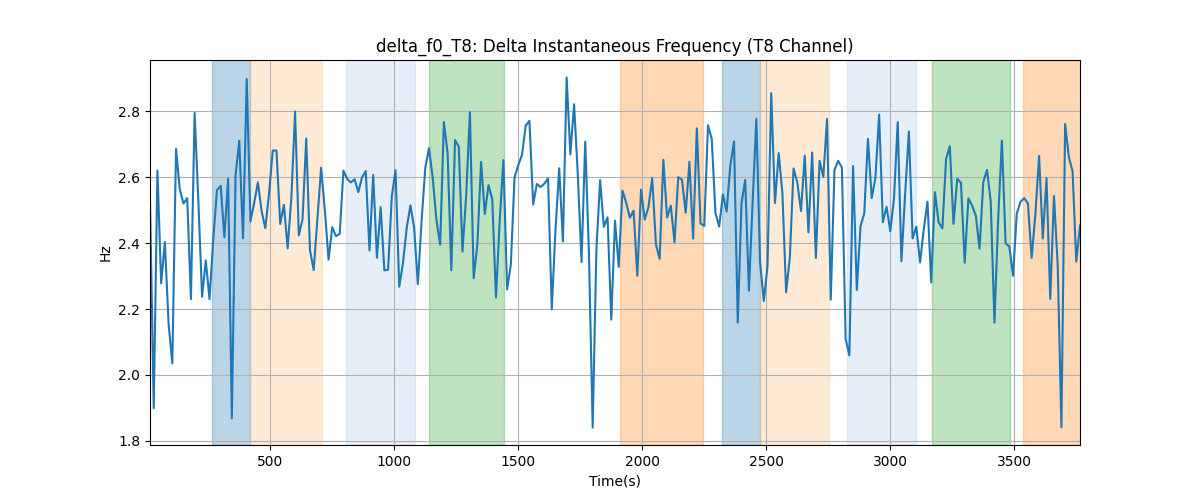 delta_f0_T8: Delta Instantaneous Frequency (T8 Channel)
Hz
2.8
2.6
2.4
2.2
2.0
1.8
500 1000 1500 2000 2500 3000 3500
Time(s)